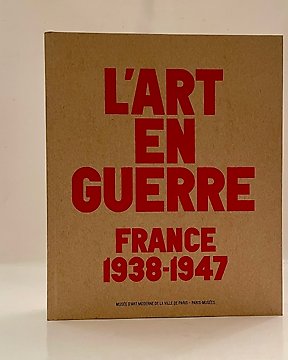 L'ART
EN
GUERRE
FRANCE
1938-1947
MUSÉE D'ART MODERNE DE LA VILLE DE PARIS – PARIS-MUSÉES